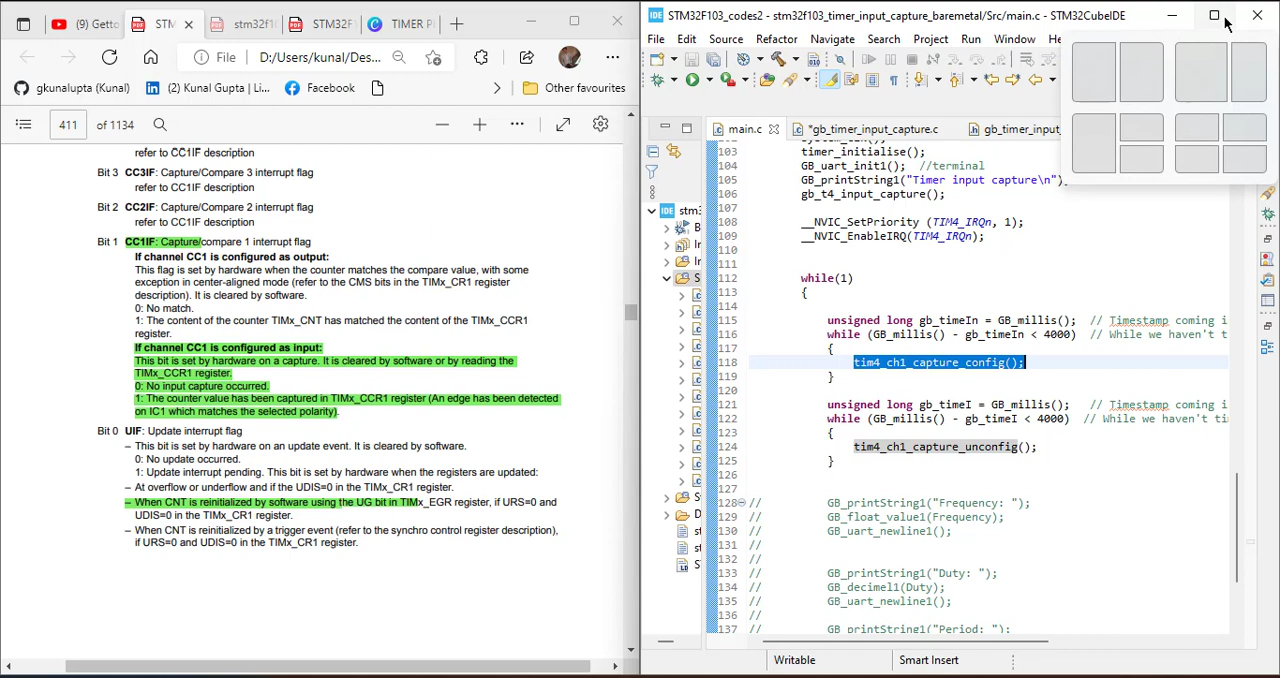 Getto
STM
stm32f10
STM32F
TIMER P
File
D:/Users/kunal/Des...
gkunalupta (Kunal)
(2) Kunal Gupta | Li...
Facebook
Other favourites
411
of 1134
refer to CC1IF description
Bit 3 CC3IF: Capture/Compare 3 interrupt flag
refer to CC1IF description
Bit 2 CC2IF: Capture/Compare 2 interrupt flag
refer to CC1IF description
Bit 1 CC1IF: Capture/compare 1 interrupt flag
If channel CC1 is configured as output:
This flag is set by hardware when the counter matches the compare value, with some
exception in center-aligned mode (refer to the CMS bits in the TIMx_CR1 register
description). It is cleared by software.
0: No match.
1: The content of the counter TIMx_CNT has matched the content of the TIMx_CCR1
register.
If channel CC1 is configured as input:
This bit is set by hardware on a capture. It is cleared by software or by reading the
TIMx_CCR1 register.
0: No input capture occurred.
1: The counter value has been captured in TIMx_CCR1 register (An edge has been detected
on IC1 which matches the selected polarity).
Bit 0 UIF: Update interrupt flag
– This bit is set by hardware on an update event. It is cleared by software.
0: No update occurred.
1: Update interrupt pending. This bit is set by hardware when the registers are updated:
– At overflow or underflow and if the UDIS=0 in the TIMx_CR1 register.
– When CNT is reinitialized by software using the UG bit in TIMx_EGR register, if URS=0 and
UDIS=0 in the TIMx_CR1 register.
– When CNT is reinitialized by a trigger event (refer to the synchro control register description),
if URS=0 and UDIS=0 in the TIMx_CR1 register.
IDE STM32F103_codes2 - stm32f103_timer_input_capture_baremetal/Src/main.c - STM32CubeIDE
File Edit Source Refactor Navigate Search Project Run Window He
main.c
*gb_timer_input_capture.c
gb_timer_input_
IDE stm3
103 timer_initialise();
104 GB_uart_init1(); //terminal
105 GB_printString1("Timer input capture\n");
106 gb_t4_input_capture();
107
108 __NVIC_SetPriority (TIM4_IRQn, 1);
109 __NVIC_EnableIRQ(TIM4_IRQn);
110
111
112 while(1)
113 {
114
115 unsigned long gb_timeIn = GB_millis(); // Timestamp coming i
116 while (GB_millis() - gb_timeIn < 4000) // While we haven't t
117 {
118 tim4_ch1_capture_config();
119 }
120
121 unsigned long gb_timeI = GB_millis(); // Timestamp coming i
122 while (GB_millis() - gb_timeI < 4000) // While we haven't ti
123 {
124 tim4_ch1_capture_unconfig();
125 }
126
127
128 // GB_printString1("Frequency: ");
129 // GB_float_value1(Frequency);
130 // GB_uart_newline1();
131 //
132 //
133 // GB_printString1("Duty: ");
134 // GB_decimel1(Duty);
135 // GB_uart_newline1();
136 //
137 // GB_printString1("Period: ");
Writable
Smart Insert